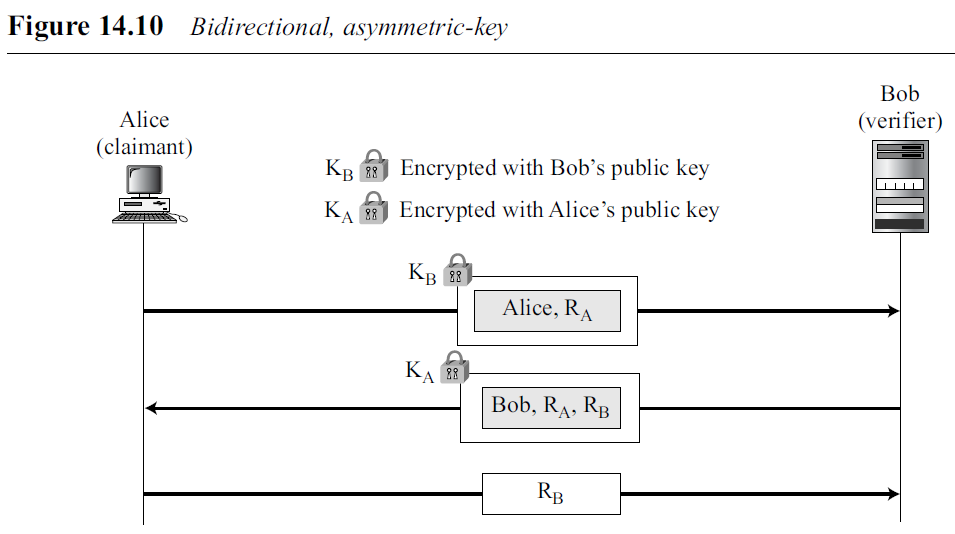 Figure 14.10 Bidirectional, asymmetric-key
Bob
(verifier)
Alice
(claimant)
KB Encrypted with Bob’s public key
KA Encrypted with Alice’s public key
KB
Alice, RA
KA
Bob, RA, RB
RB